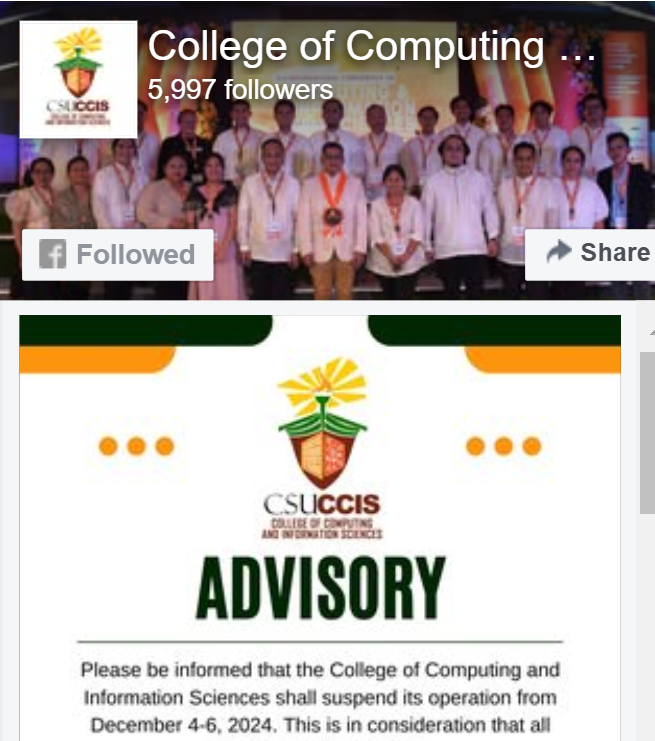 College of Computing ...
5,997 followers
CSUCCIS
COLLEGE OF COMPUTING
AND INFORMATION SCIENCES
Followed
Share
CSUCCIS
COLLEGE OF COMPUTING
AND INFORMATION SCIENCES
ADVISORY
Please be informed that the College of Computing and
Information Sciences shall suspend its operation from
December 4-6, 2024. This is in consideration that all